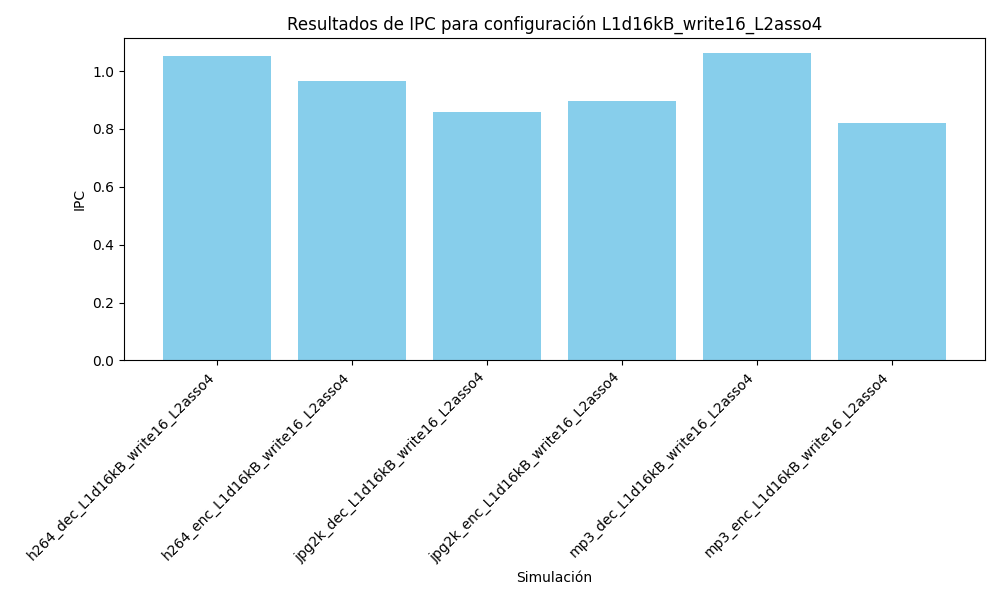 Resultados de IPC para configuración L1d16kB_write16_L2asso4
IPC
1.0
0.8
0.6
0.4
0.2
0.0
h264_dec_L1d16kB_write16_L2asso4
h264_enc_L1d16kB_write16_L2asso4
jpg2k_dec_L1d16kB_write16_L2asso4
jpg2k_enc_L1d16kB_write16_L2asso4
mp3_dec_L1d16kB_write16_L2asso4
mp3_enc_L1d16kB_write16_L2asso4
Simulación